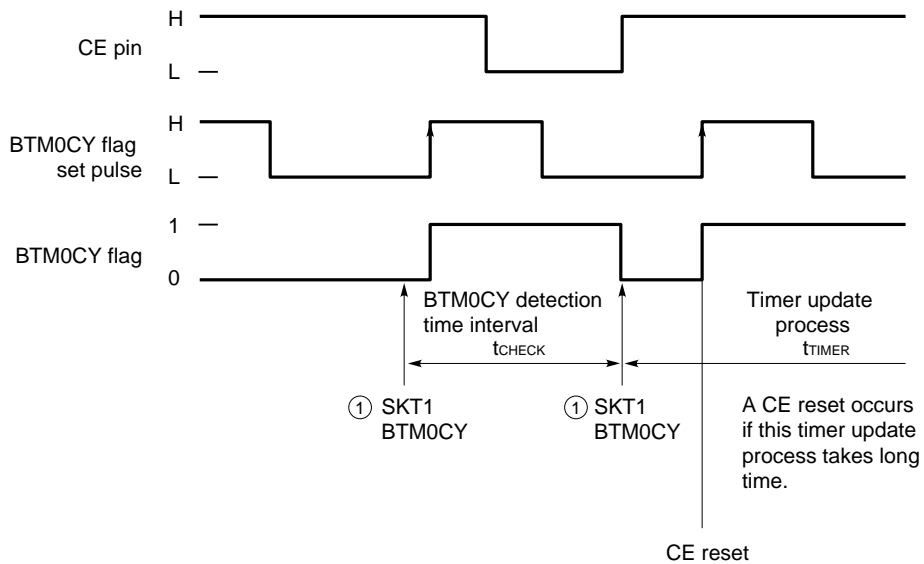 H
CE pin
L
H
BTM0CY flag
set pulse
L
1
BTM0CY flag
0
BTM0CY detection
time interval
tCHECK
Timer update
process
tTIMER
① SKT1
BTM0CY
① SKT1
BTM0CY
A CE reset occurs
if this timer update
process takes long
time.
CE reset